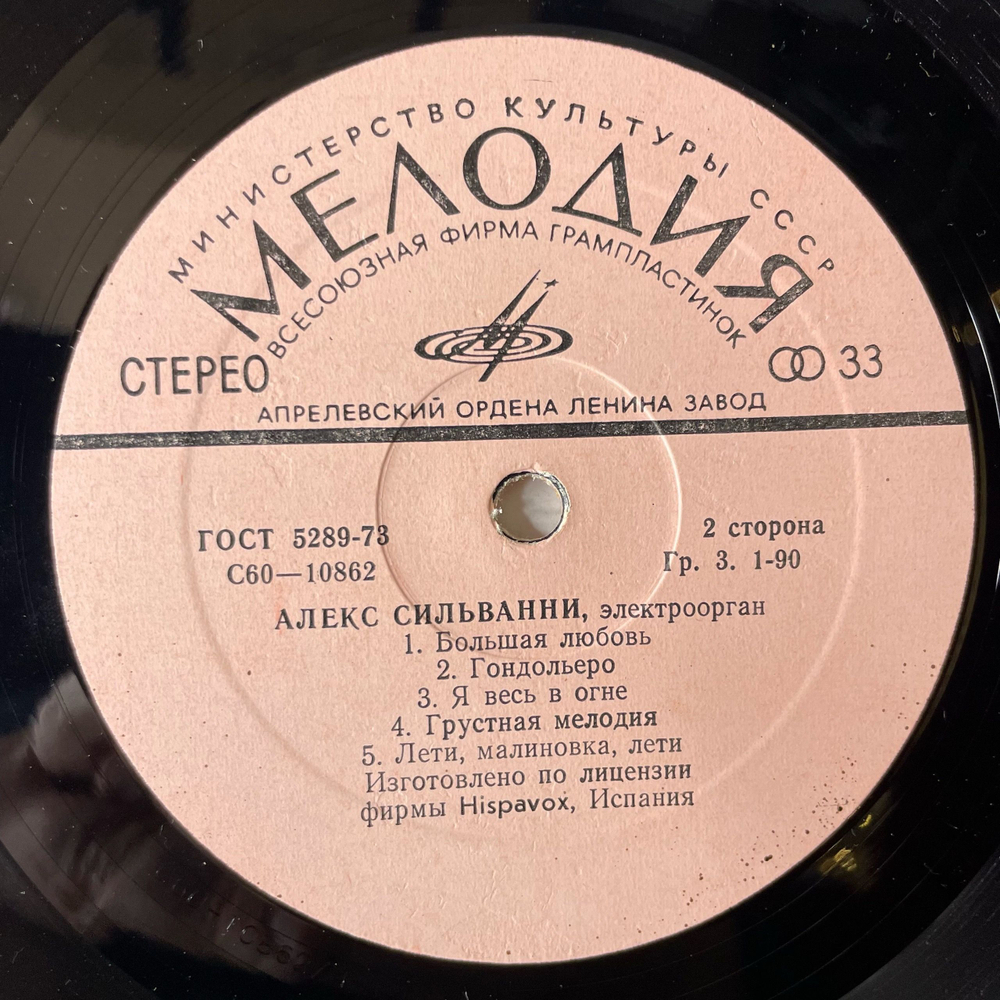 МИНИСТЕРСТВО КУЛЬТУРЫ СССР
МЕЛОДИЯ
ВСЕСОЮЗНАЯ ФИРМА ГРАМПЛАСТИНОК
СТЕРЕО
33
АПРЕЛЕВСКИЙ ОРДЕНА ЛЕНИНА ЗАВОД
ГОСТ 5289-73
2 сторона
С60—10862
Гр. 3. 1-90
АЛЕКС СИЛЬВАННИ, электроорган
1. Большая любовь
2. Гондольеро
3. Я весь в огне
4. Грустная мелодия
5. Лети, малиновка, лети
Изготовлено по лицензии
фирмы Hispavox, Испания